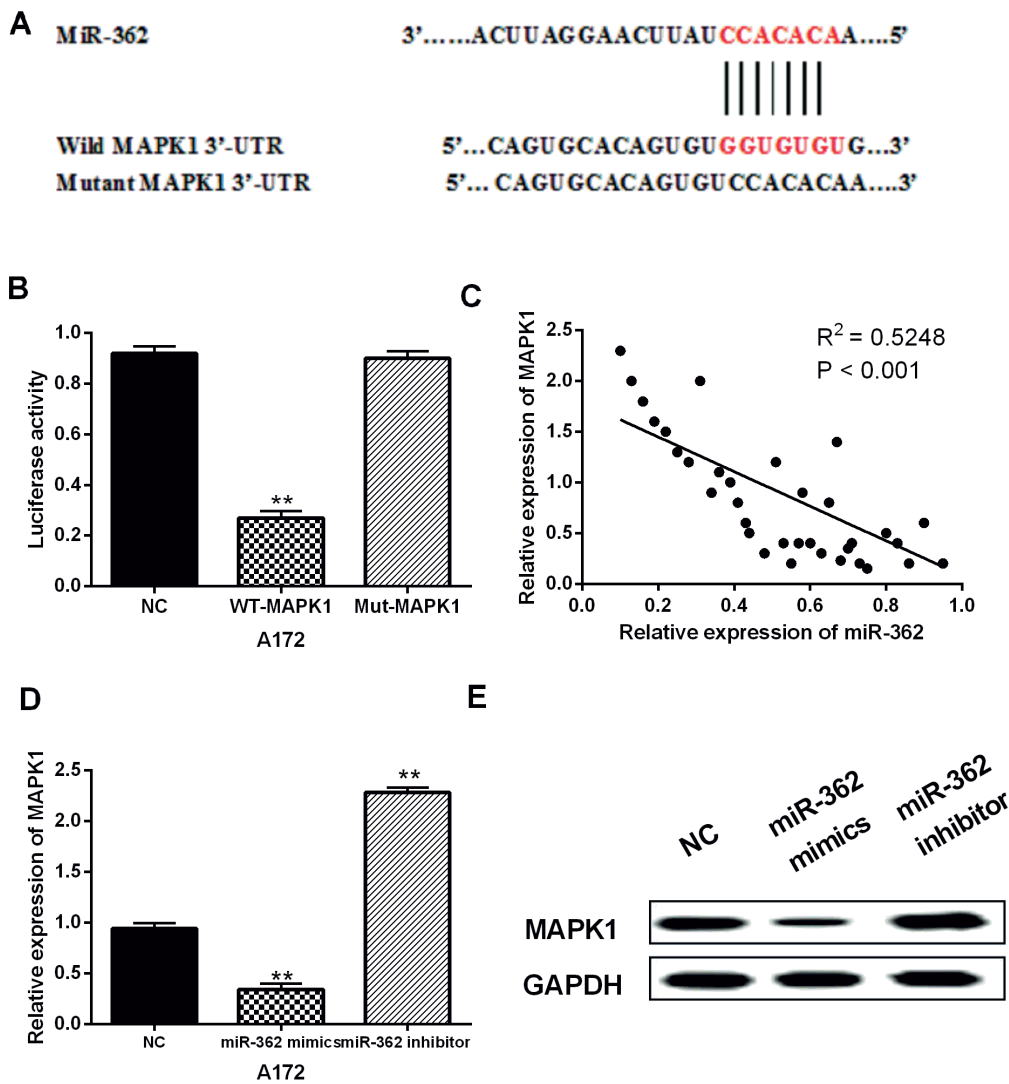 A
MiR-362 3’……ACUUAGGAACUUAUCCACACAA….5’
Wild MAPK1 3’-UTR 5’…CAGUGCACAGUGUGGUGUGUG…3’
Mutant MAPK1 3’-UTR 5’… CAGUGCACAGUGUCCACACAA….3’
B
Luciferase activity
1.0
0.8
0.6
0.4
0.2
0.0
**
NC WT-MAPK1 Mut-MAPK1
A172
C
Relative expression of MAPK1
2.5
2.0
1.5
1.0
0.5
0.0
R² = 0.5248
P < 0.001
0.0 0.2 0.4 0.6 0.8 1.0
Relative expression of miR-362
D
Relative expression of MAPK1
2.5
2.0
1.5
1.0
0.5
0.0
**
**
NC miR-362 mimics miR-362 inhibitor
A172
E
NC
miR-362
mimics
miR-362
inhibitor
MAPK1
GAPDH